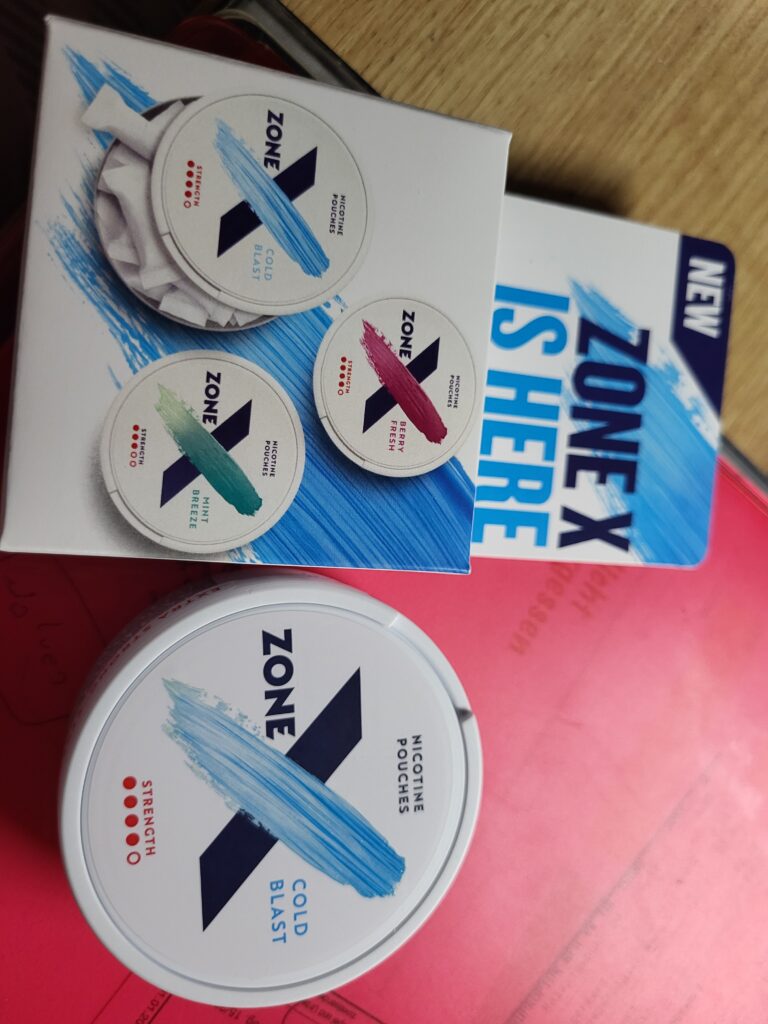 NEW
ZONE X
IS HERE
ZONE
X
NICOTINE
POUCHES
COLD
BLAST
STRENGTH
ZONE
X
NICOTINE
POUCHES
BERRY
FRESH
STRENGTH
ZONE
X
NICOTINE
POUCHES
MINT
BREEZE
STRENGTH
ZONE
X
NICOTINE
POUCHES
COLD
BLAST
STRENGTH